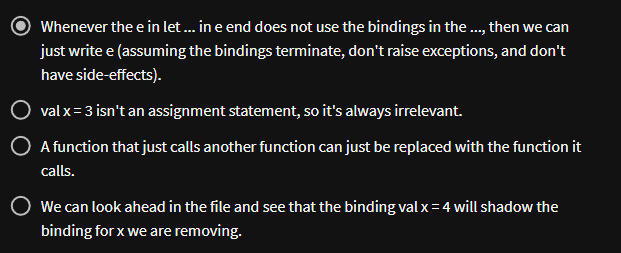 Whenever the e in let ... in e end does not use the bindings in the ..., then we can
just write e (assuming the bindings terminate, don't raise exceptions, and don't
have side-effects).
val x = 3 isn't an assignment statement, so it's always irrelevant.
A function that just calls another function can just be replaced with the function it
calls.
We can look ahead in the file and see that the binding val x = 4 will shadow the
binding for x we are removing.